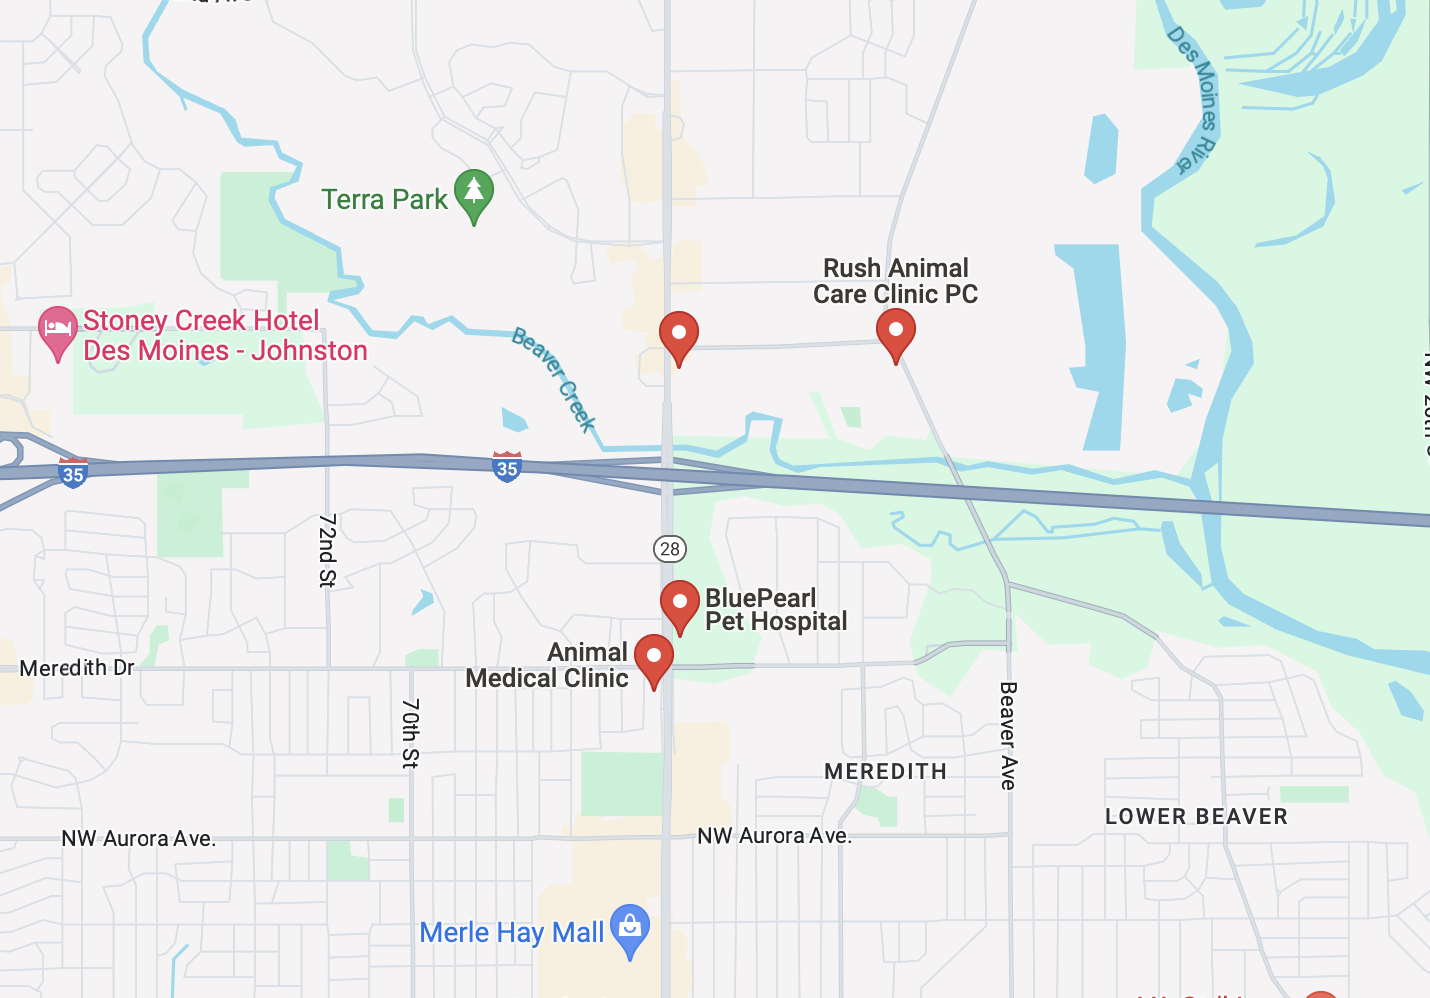 Des Moines River
Terra Park
Rush Animal
Care Clinic PC
Stoney Creek Hotel
Des Moines - Johnston
Beaver Creek
35
35
72nd St
28
BluePearl
Pet Hospital
Animal
Medical Clinic
Meredith Dr
70th St
Beaver Ave
MEREDITH
LOWER BEAVER
NW Aurora Ave.
NW Aurora Ave.
Merle Hay Mall